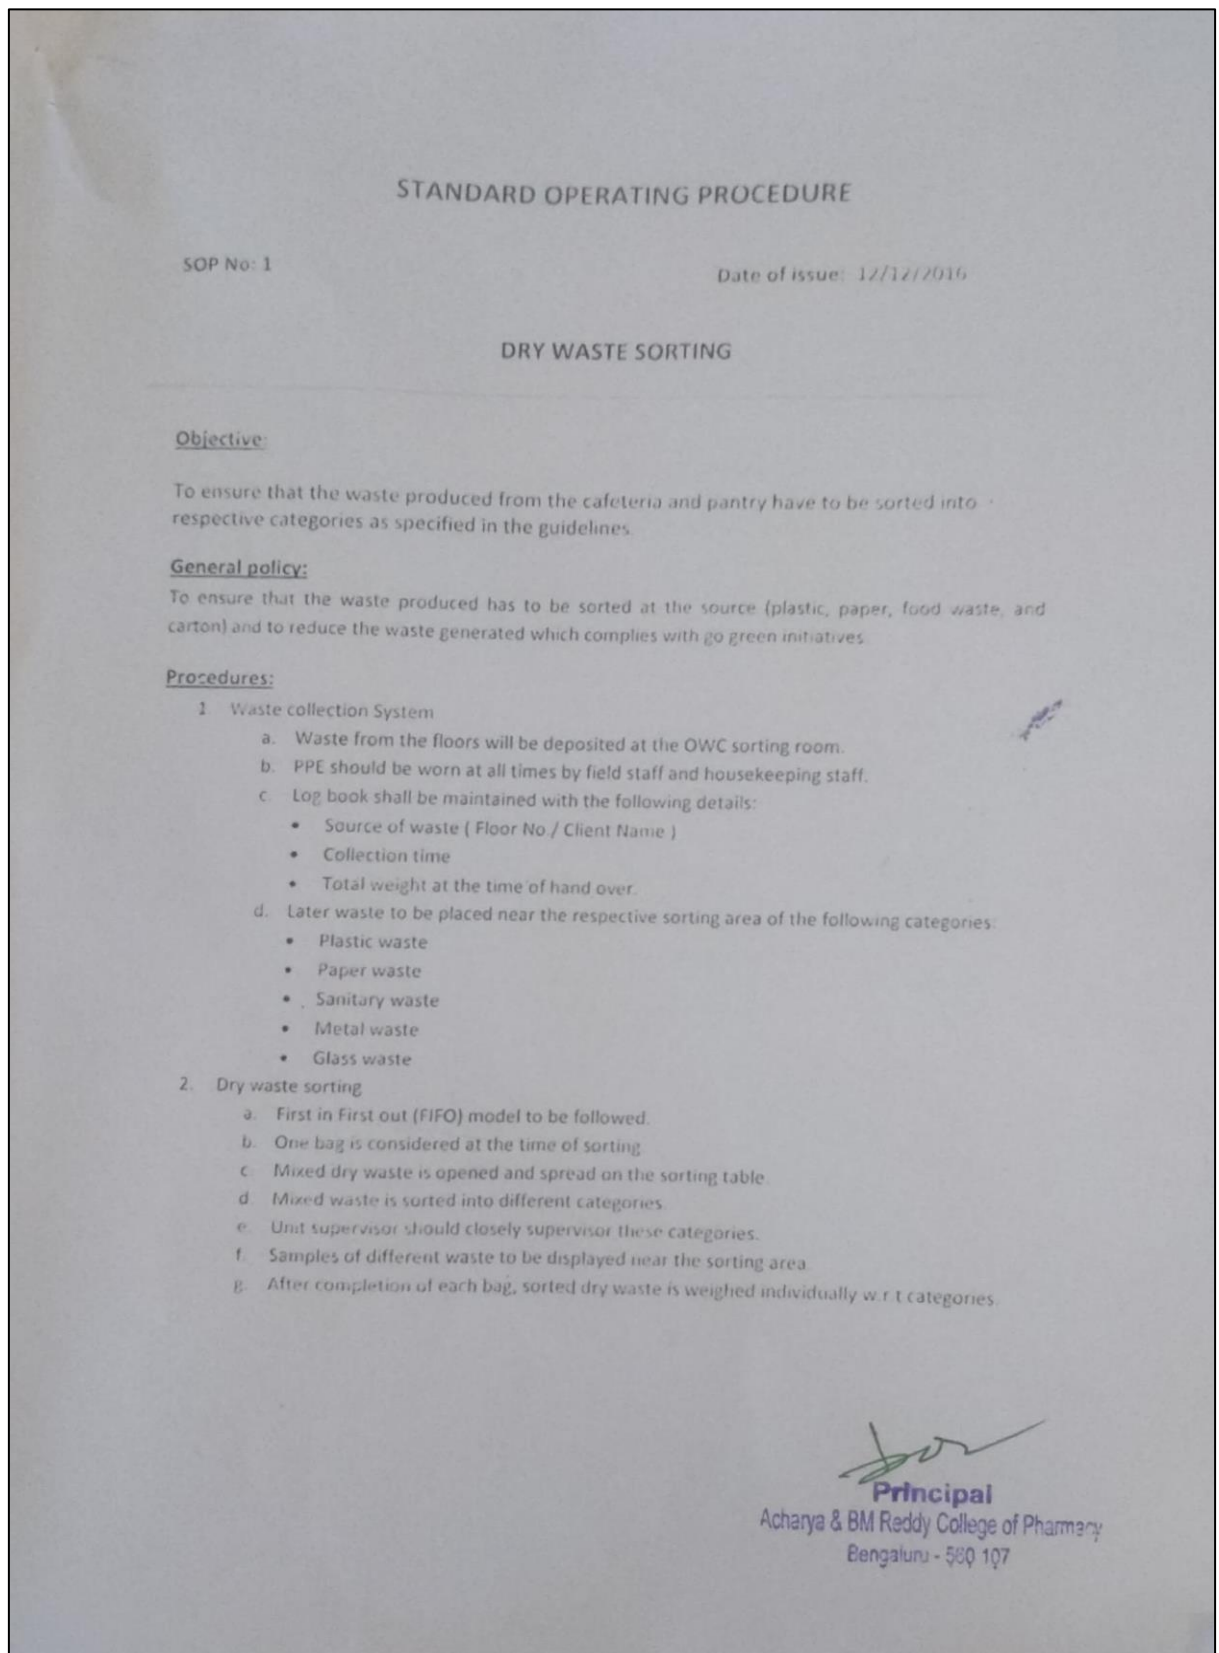 STANDARD OPERATING PROCEDURE
SOP No: 1
Date of issue: 12/12/2016
DRY WASTE SORTING
Objective:
To ensure that the waste produced from the cafeteria and pantry have to be sorted into
respective categories as specified in the guidelines.
General policy:
To ensure that the waste produced has to be sorted at the source (plastic, paper, food waste, and
carton) and to reduce the waste generated which complies with go green initiatives
Procedures:
1 Waste collection System
a. Waste from the floors will be deposited at the OWC sorting room.
b. PPE should be worn at all times by field staff and housekeeping staff.
c. Log book shall be maintained with the following details:
• Source of waste ( Floor No / Client Name )
• Collection time
• Total weight at the time of hand over.
d. Later waste to be placed near the respective sorting area of the following categories:
• Plastic waste
• Paper waste
• Sanitary waste
• Metal waste
• Glass waste
2. Dry waste sorting
a. First in First out (FIFO) model to be followed.
b. One bag is considered at the time of sorting
c. Mixed dry waste is opened and spread on the sorting table.
d. Mixed waste is sorted into different categories.
e. Unit supervisor should closely supervisor these categories.
f. Samples of different waste to be displayed near the sorting area.
g. After completion of each bag, sorted dry waste is weighed individually w.r.t categories.
Principal
Acharya & BM Reddy College of Pharmacy
Bengaluru - 560 107